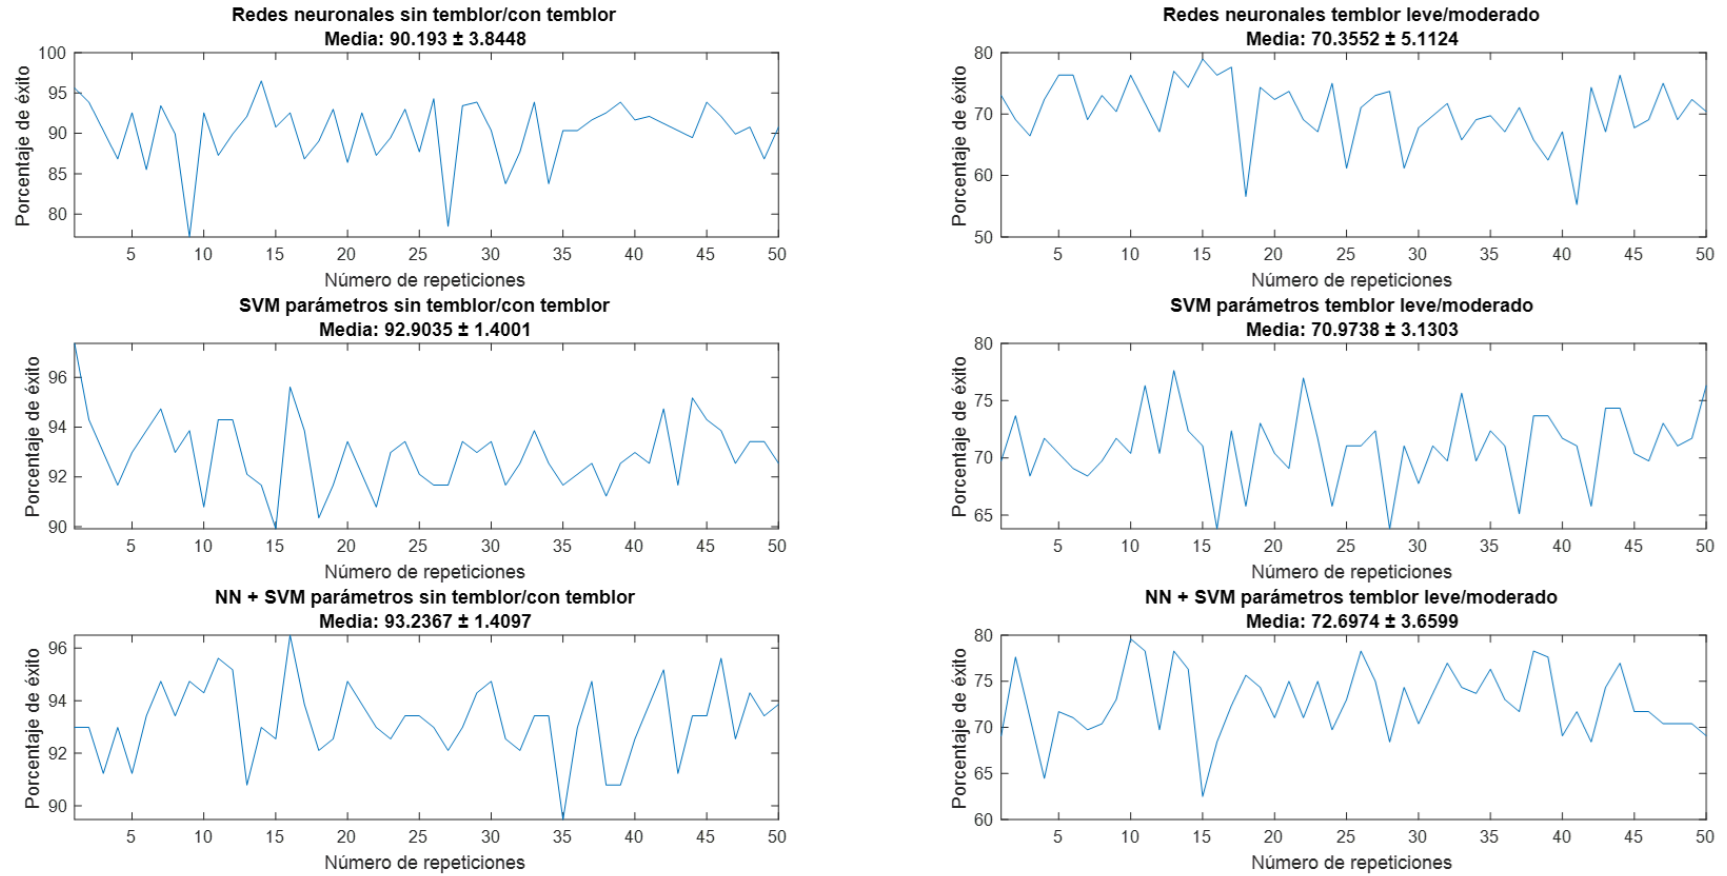 Redes neuronales sin temblor/con temblor
Media: 90.193 ± 3.8448
Porcentaje de éxito
100
95
90
85
80
5 10 15 20 25 30 35 40 45 50
Número de repeticiones
Redes neuronales temblor leve/moderado
Media: 70.3552 ± 5.1124
Porcentaje de éxito
80
70
60
50
5 10 15 20 25 30 35 40 45 50
Número de repeticiones
SVM parámetros sin temblor/con temblor
Media: 92.9035 ± 1.4001
Porcentaje de éxito
96
94
92
90
5 10 15 20 25 30 35 40 45 50
Número de repeticiones
SVM parámetros temblor leve/moderado
Media: 70.9738 ± 3.1303
Porcentaje de éxito
80
75
70
65
5 10 15 20 25 30 35 40 45 50
Número de repeticiones
NN + SVM parámetros sin temblor/con temblor
Media: 93.2367 ± 1.4097
Porcentaje de éxito
96
94
92
90
5 10 15 20 25 30 35 40 45 50
Número de repeticiones
NN + SVM parámetros temblor leve/moderado
Media: 72.6974 ± 3.6599
Porcentaje de éxito
80
75
70
65
60
5 10 15 20 25 30 35 40 45 50
Número de repeticiones